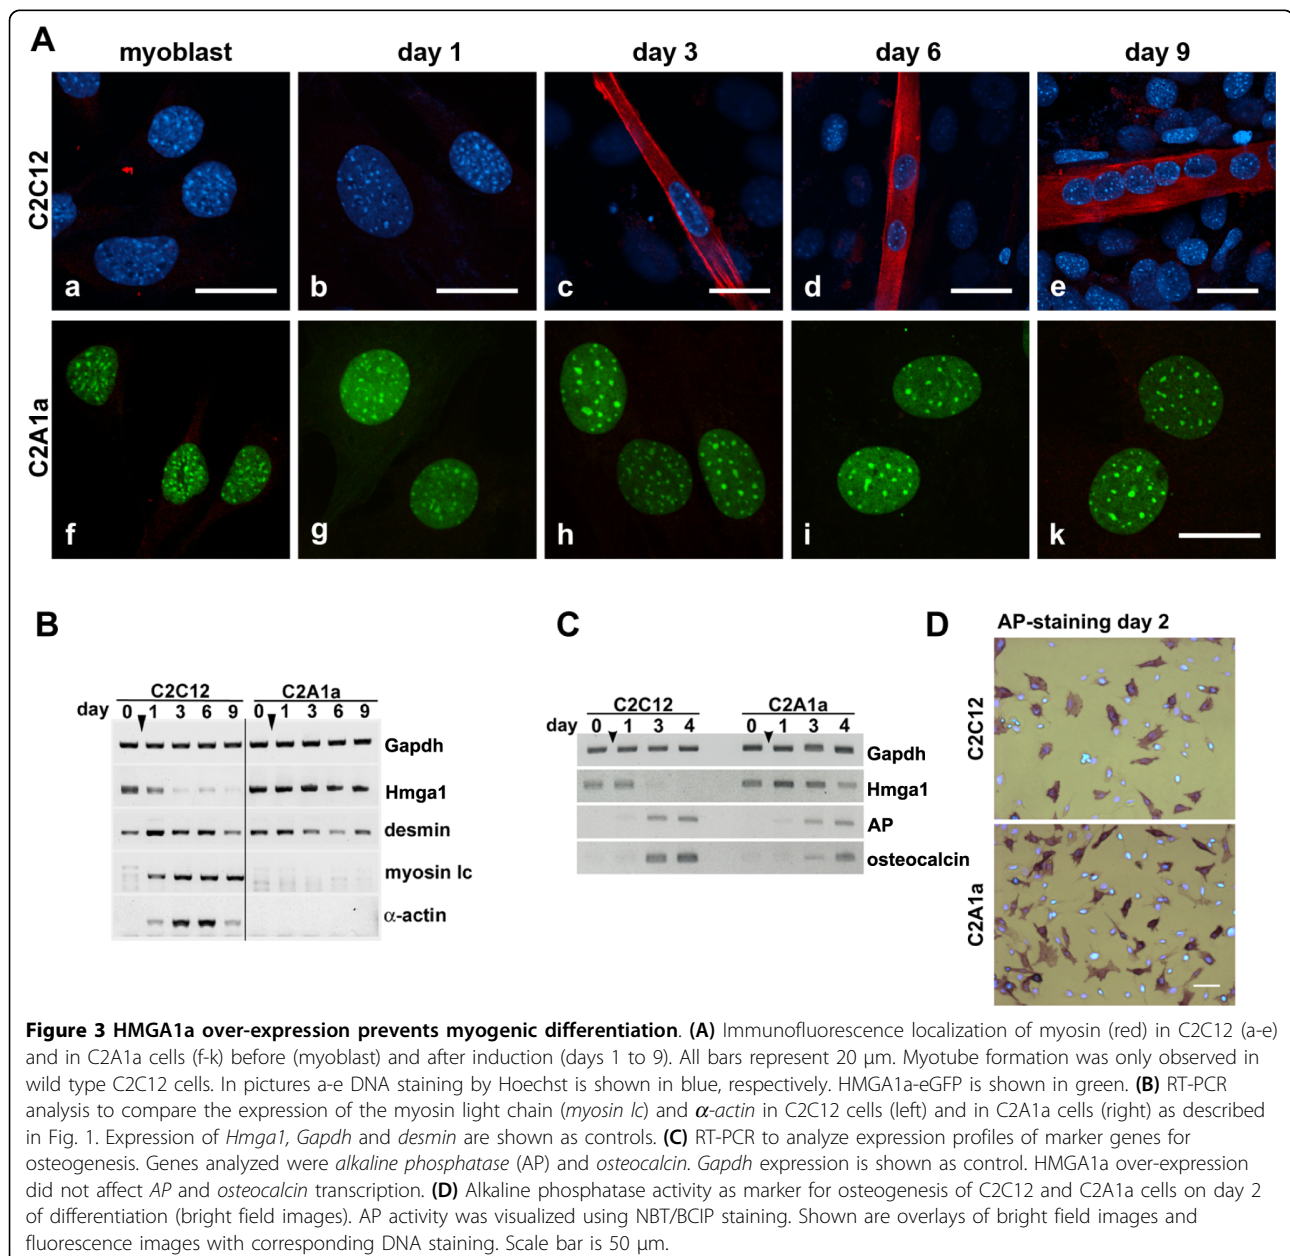 A
myoblast day 1 day 3 day 6 day 9
C2C12
a b c d e
C2A1a
f g h i k
B
C2C12 C2A1a
day 0 1 3 6 9 0 1 3 6 9
Gapdh
Hmga1
desmin
myosin lc
α-actin
C
C2C12 C2A1a
day 0 1 3 4 0 1 3 4
Gapdh
Hmga1
AP
osteocalcin
D
AP-staining day 2
C2C12
C2A1a
Figure 3 HMGA1a over-expression prevents myogenic differentiation. (A) Immunofluorescence localization of myosin (red) in C2C12 (a-e)
and in C2A1a cells (f-k) before (myoblast) and after induction (days 1 to 9). All bars represent 20 μm. Myotube formation was only observed in
wild type C2C12 cells. In pictures a-e DNA staining by Hoechst is shown in blue, respectively. HMGA1a-eGFP is shown in green. (B) RT-PCR
analysis to compare the expression of the myosin light chain (myosin lc) and α-actin in C2C12 cells (left) and in C2A1a cells (right) as described
in Fig. 1. Expression of Hmga1, Gapdh and desmin are shown as controls. (C) RT-PCR to analyze expression profiles of marker genes for
osteogenesis. Genes analyzed were alkaline phosphatase (AP) and osteocalcin. Gapdh expression is shown as control. HMGA1a over-expression
did not affect AP and osteocalcin transcription. (D) Alkaline phosphatase activity as marker for osteogenesis of C2C12 and C2A1a cells on day 2
of differentiation (bright field images). AP activity was visualized using NBT/BCIP staining. Shown are overlays of bright field images and
fluorescence images with corresponding DNA staining. Scale bar is 50 μm.